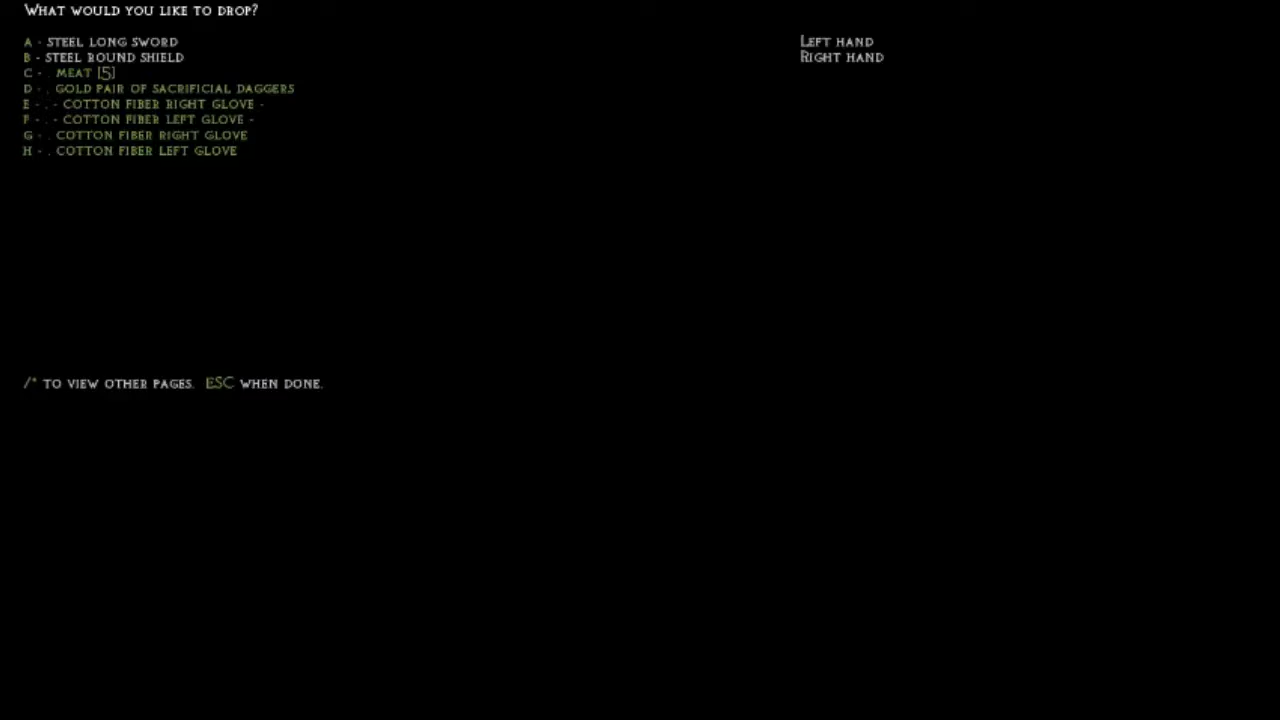 What would you like to drop?
A - steel long sword Left hand
B - steel round shield Right hand
C - . meat [5]
D - . gold pair of sacrificial daggers
E - . - cotton fiber right glove -
F - . - cotton fiber left glove -
G - . cotton fiber right glove
H - . cotton fiber left glove
/* to view other pages. ESC when done.